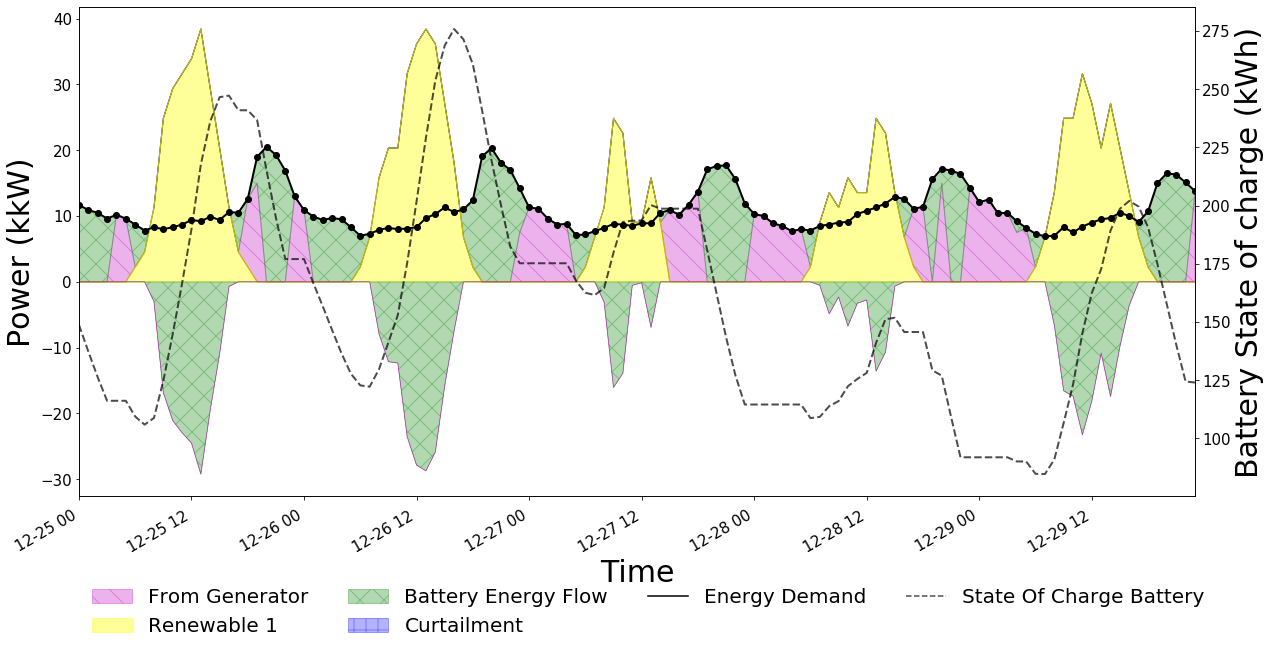 Power (kkW)
40
30
20
10
0
−10
−20
−30
275
250
225
200
175
150
125
100
Battery State of charge (kWh)
12-25 00
12-25 12
12-26 00
12-26 12
12-27 00
12-27 12
12-28 00
12-28 12
12-29 00
12-29 12
Time
From Generator
Battery Energy Flow
Energy Demand
State Of Charge Battery
Renewable 1
Curtailment